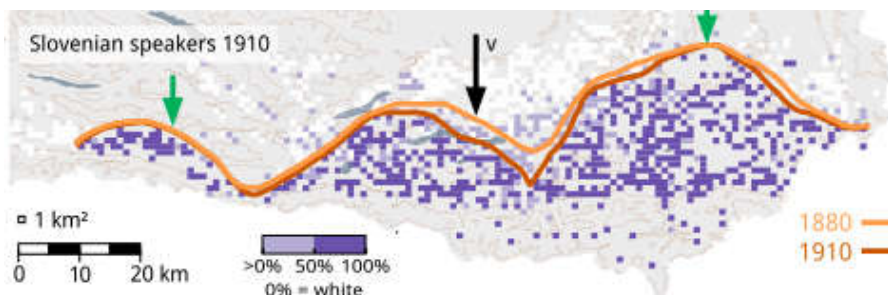 Slovenian speakers 1910
v
1 km²
0 10 20 km
>0% 50% 100%
0% = white
1880
1910